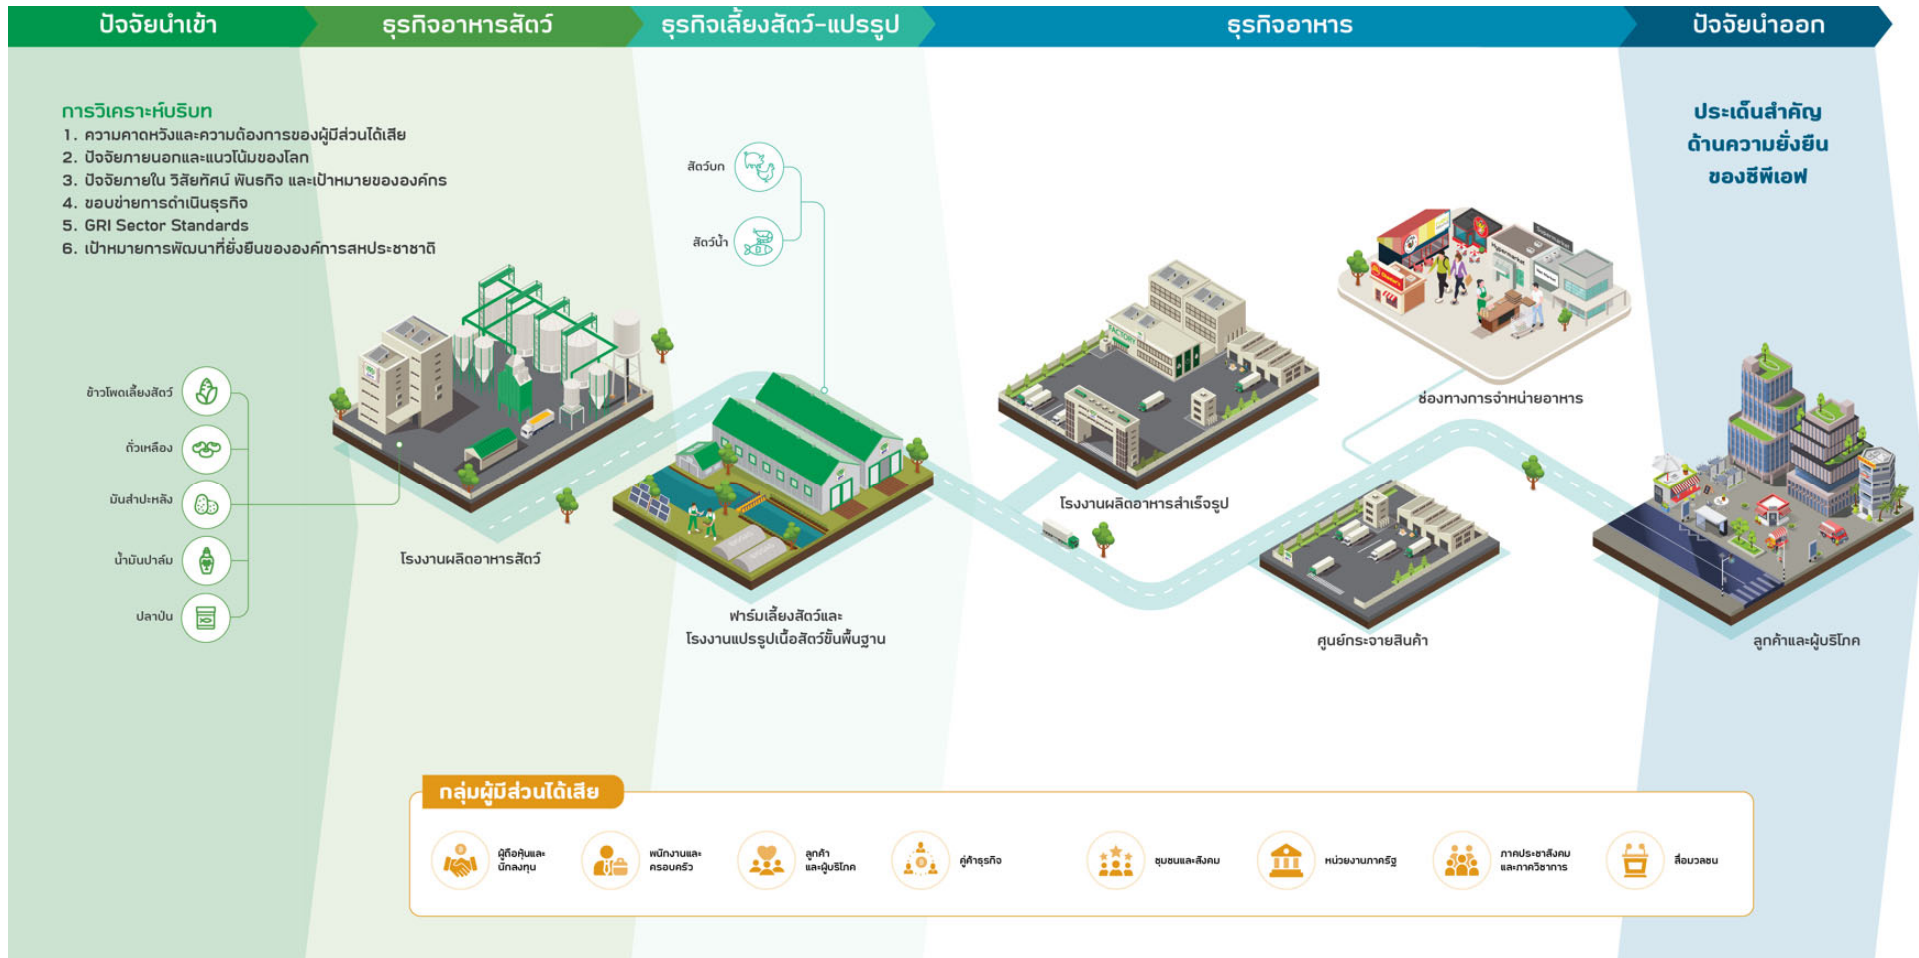 ปัจจัยนำเข้า
ธุรกิจอาหารสัตว์
ธุรกิจเลี้ยงสัตว์-แปรรูป
ธุรกิจอาหาร
ปัจจัยนำออก
การวิเคราะห์บริบท
1. ความคาดหวังและความต้องการของผู้มีส่วนได้เสีย
2. ปัจจัยภายนอกและแนวโน้มของโลก
3. ปัจจัยภายใน วิสัยทัศน์ พันธกิจ และเป้าหมายขององค์กร
4. ขอบข่ายการดำเนินธุรกิจ
5. GRI Sector Standards
6. เป้าหมายการพัฒนาที่ยั่งยืนขององค์การสหประชาชาติ
ข้าวโพดเลี้ยงสัตว์
ถั่วเหลือง
มันสำปะหลัง
น้ำมันปาล์ม
ปลาป่น
โรงงานผลิตอาหารสัตว์
สัตว์บก
สัตว์น้ำ
ฟาร์มเลี้ยงสัตว์และ
โรงงานแปรรูปเนื้อสัตว์ขั้นพื้นฐาน
FACTORY
โรงงานผลิตอาหารสำเร็จรูป
Supermarket
Hypermarket
ช่องทางการจำหน่ายอาหาร
ศูนย์กระจายสินค้า
ประเด็นสำคัญ
ด้านความยั่งยืน
ของซีพีเอฟ
ลูกค้าและผู้บริโภค
กลุ่มผู้มีส่วนได้เสีย
ผู้ถือหุ้นและ
นักลงทุน
พนักงานและ
ครอบครัว
ลูกค้า
และผู้บริโภค
คู่ค้าธุรกิจ
ชุมชนและสังคม
หน่วยงานภาครัฐ
ภาคประชาสังคม
และภาควิชาการ
สื่อมวลชน